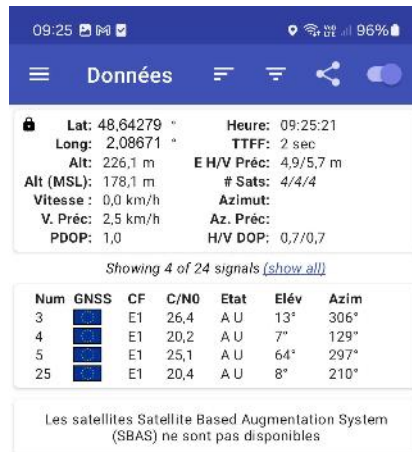 09:25 96%
Données
Lat: 48,64279 ° Heure: 09:25:21
Long: 2,08671 ° TTFF: 2 sec
Alt: 226,1 m E H/V Préc: 4,9/5,7 m
Alt (MSL): 178,1 m # Sats: 4/4/4
Vitesse : 0,0 km/h Azimut:
V. Préc: 2,5 km/h Az. Préc:
PDOP: 1,0 H/V DOP: 0,7/0,7
Showing 4 of 24 signals (show all)
Num GNSS CF C/N0 Etat Elév Azim
3 E1 26,4 A U 13° 306°
4 E1 20,2 A U 7° 129°
5 E1 25,1 A U 64° 297°
25 E1 20,4 A U 8° 210°
Les satellites Satellite Based Augmentation System
(SBAS) ne sont pas disponibles